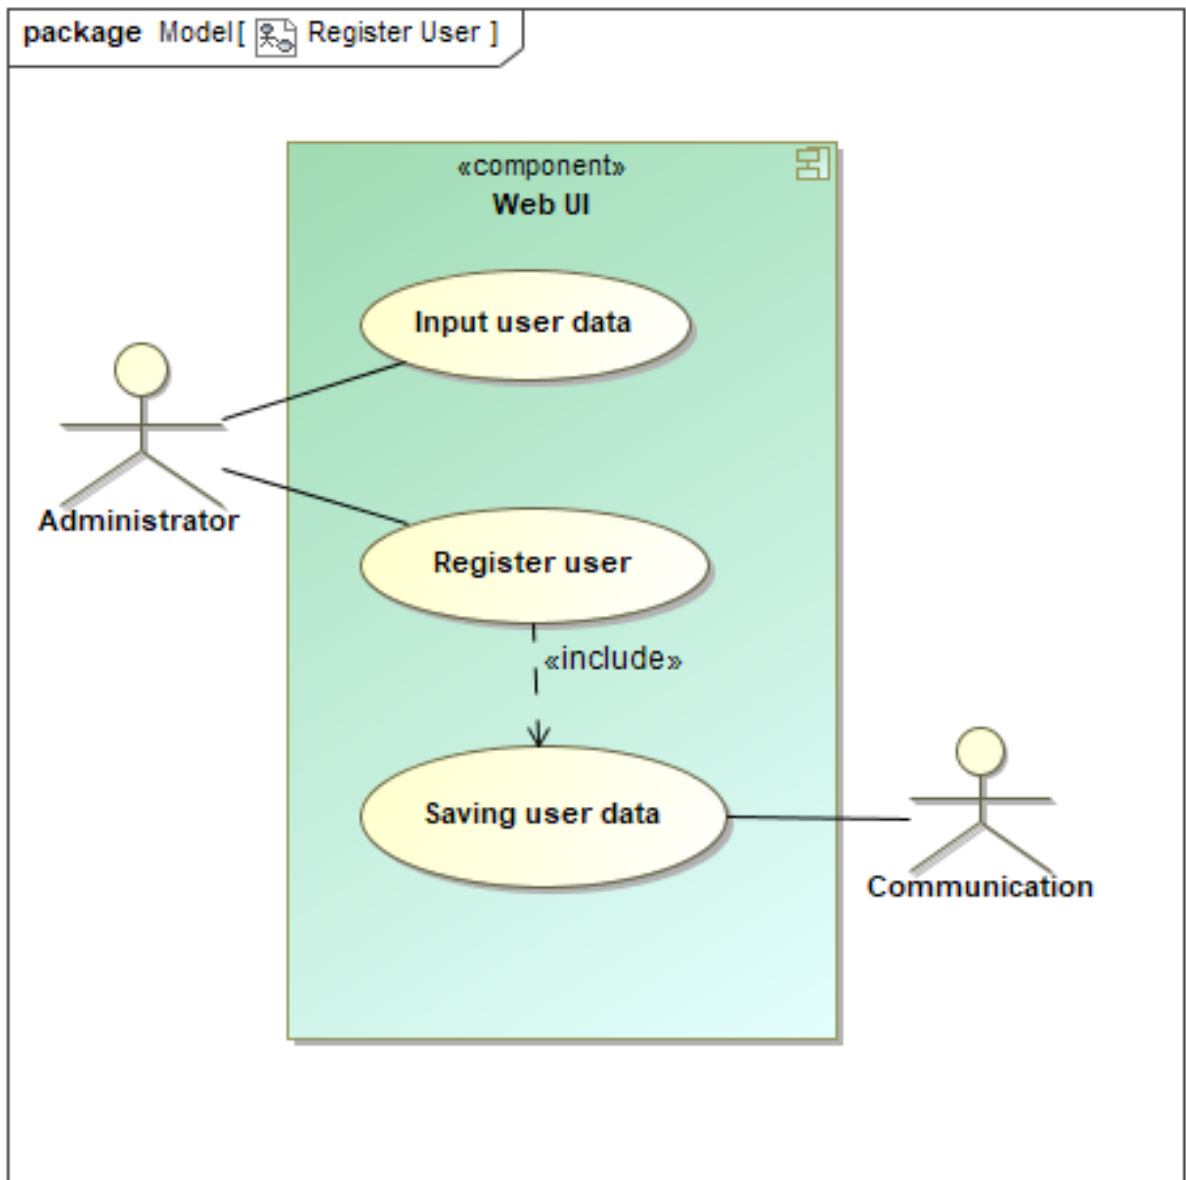 package Model[ Register User ]
«component»
Web UI
Input user data
Administrator
Register user
«include»
Saving user data
Communication